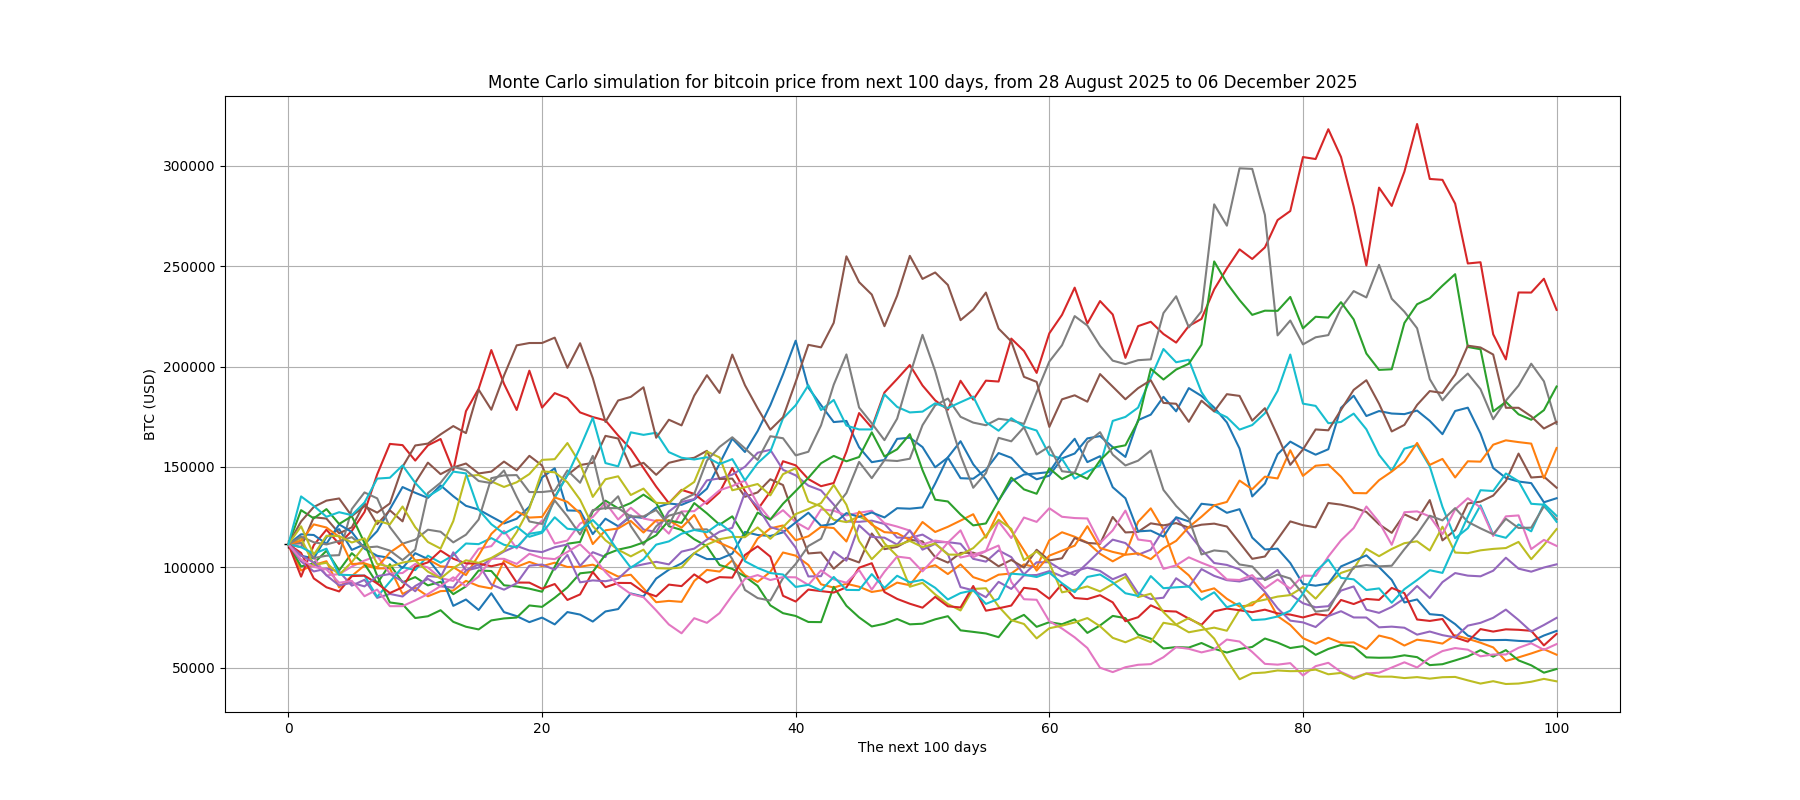 Monte Carlo simulation for bitcoin price from next 100 days, from 28 August 2025 to 06 December 2025
300000
250000
200000
150000
100000
50000
BTC (USD)
0 20 40 60 80 100
The next 100 days